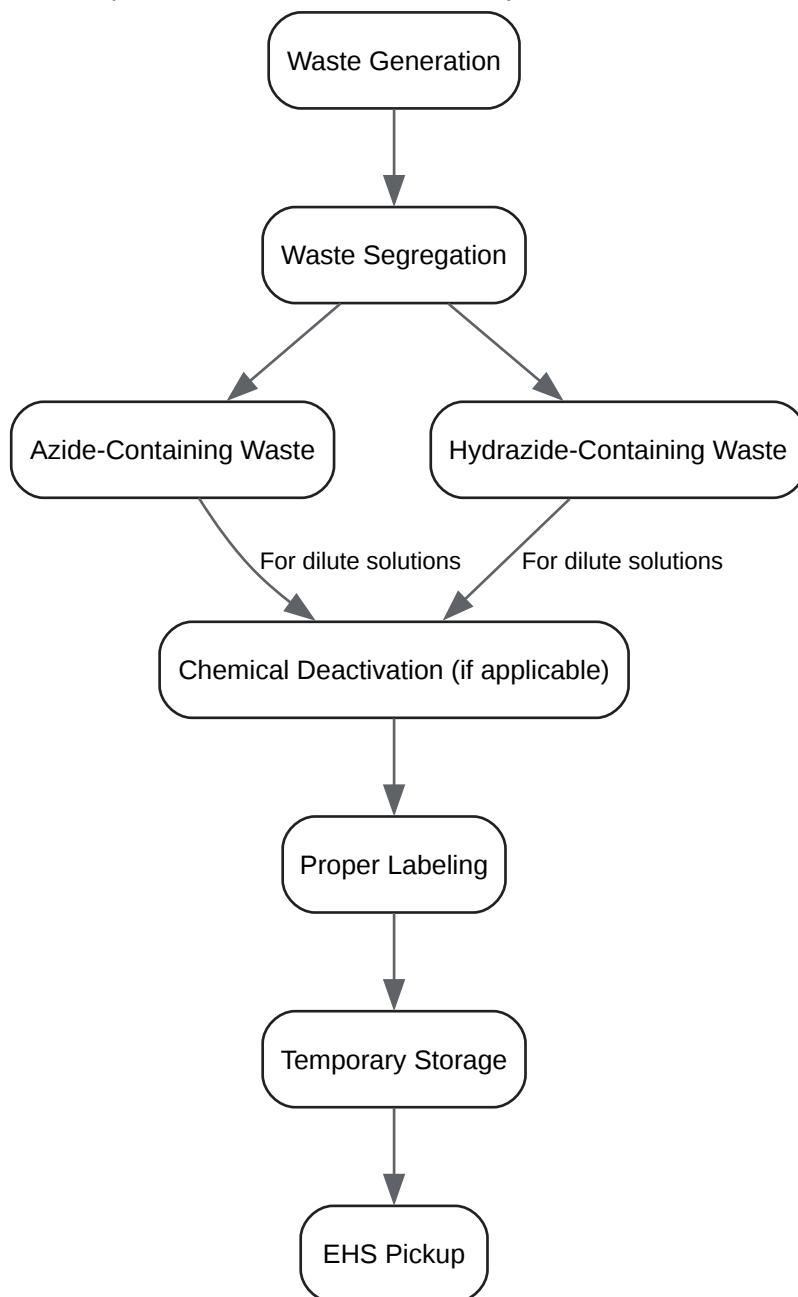 Waste Generation
Waste Segregation
Azide-Containing Waste
Hydrazide-Containing Waste
For dilute solutions
For dilute solutions
Chemical Deactivation (if applicable)
Proper Labeling
Temporary Storage
EHS Pickup